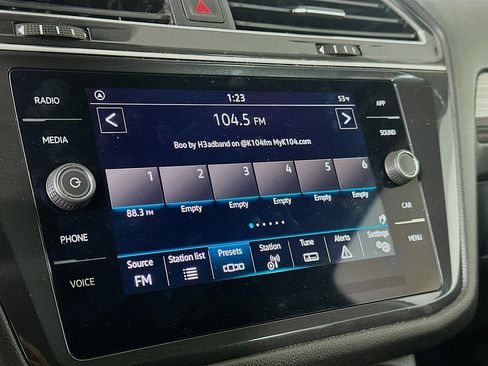 1:23
53°F
RADIO
MEDIA
PHONE
VOICE
104.5 FM
Boo by H3adband on @K104fm MyK104.com
1 2 3 4 5 6
88.3 FM Empty Empty Empty Empty Empty
Source
FM
Station list
Presets
Station
Tune
Alerts
Settings
APP
SOUND
CAR
MENU